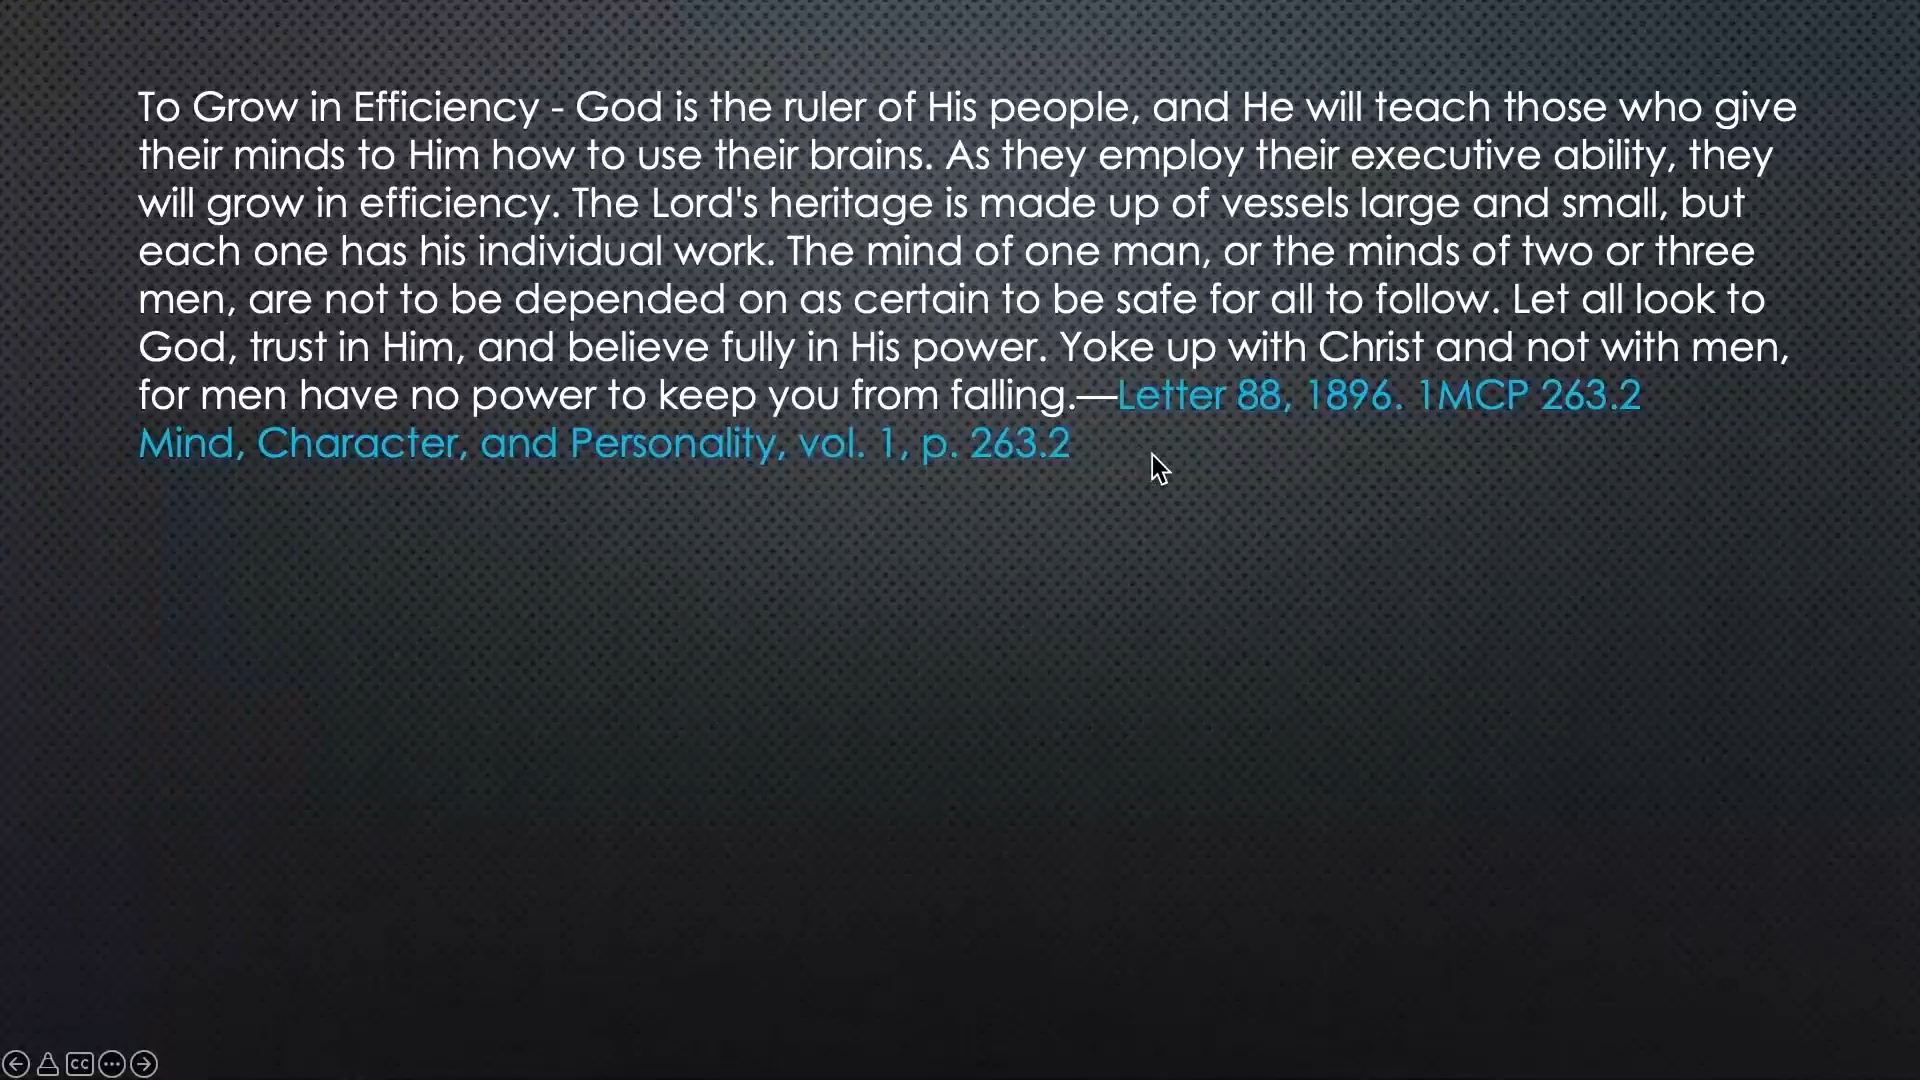 To Grow in Efficiency - God is the ruler of His people, and He will teach those who give
their minds to Him how to use their brains. As they employ their executive ability, they
will grow in efficiency. The Lord's heritage is made up of vessels large and small, but
each one has his individual work. The mind of one man, or the minds of two or three
men, are not to be depended on as certain to be safe for all to follow. Let all look to
God, trust in Him, and believe fully in His power. Yoke up with Christ and not with men,
for men have no power to keep you from falling.—Letter 88, 1896. 1MCP 263.2
Mind, Character, and Personality, vol. 1, p. 263.2
CC